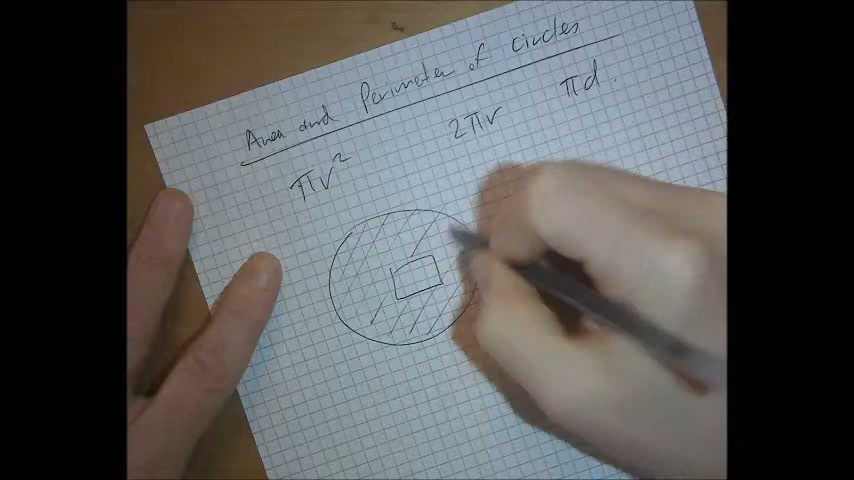 Area and Perimeter of circles
πr² 2πr πd.